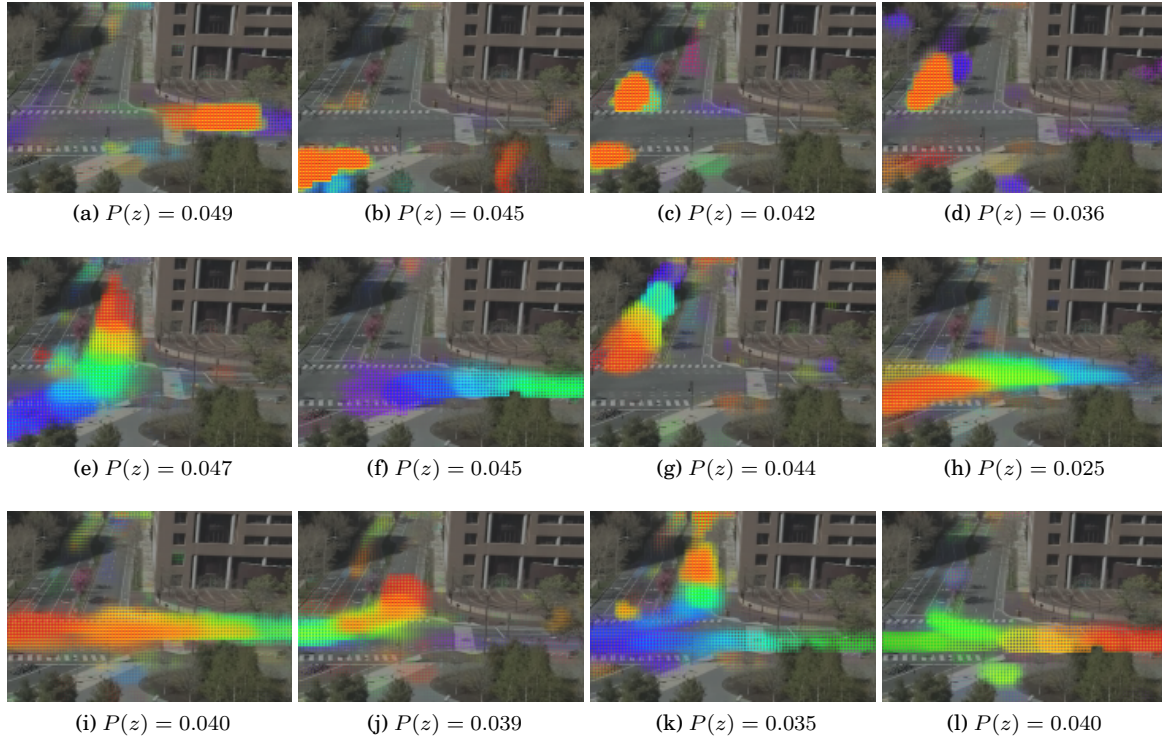 (a) P(z) = 0.049
(b) P(z) = 0.045
(c) P(z) = 0.042
(d) P(z) = 0.036
(e) P(z) = 0.047
(f) P(z) = 0.045
(g) P(z) = 0.044
(h) P(z) = 0.025
(i) P(z) = 0.040
(j) P(z) = 0.039
(k) P(z) = 0.035
(l) P(z) = 0.040